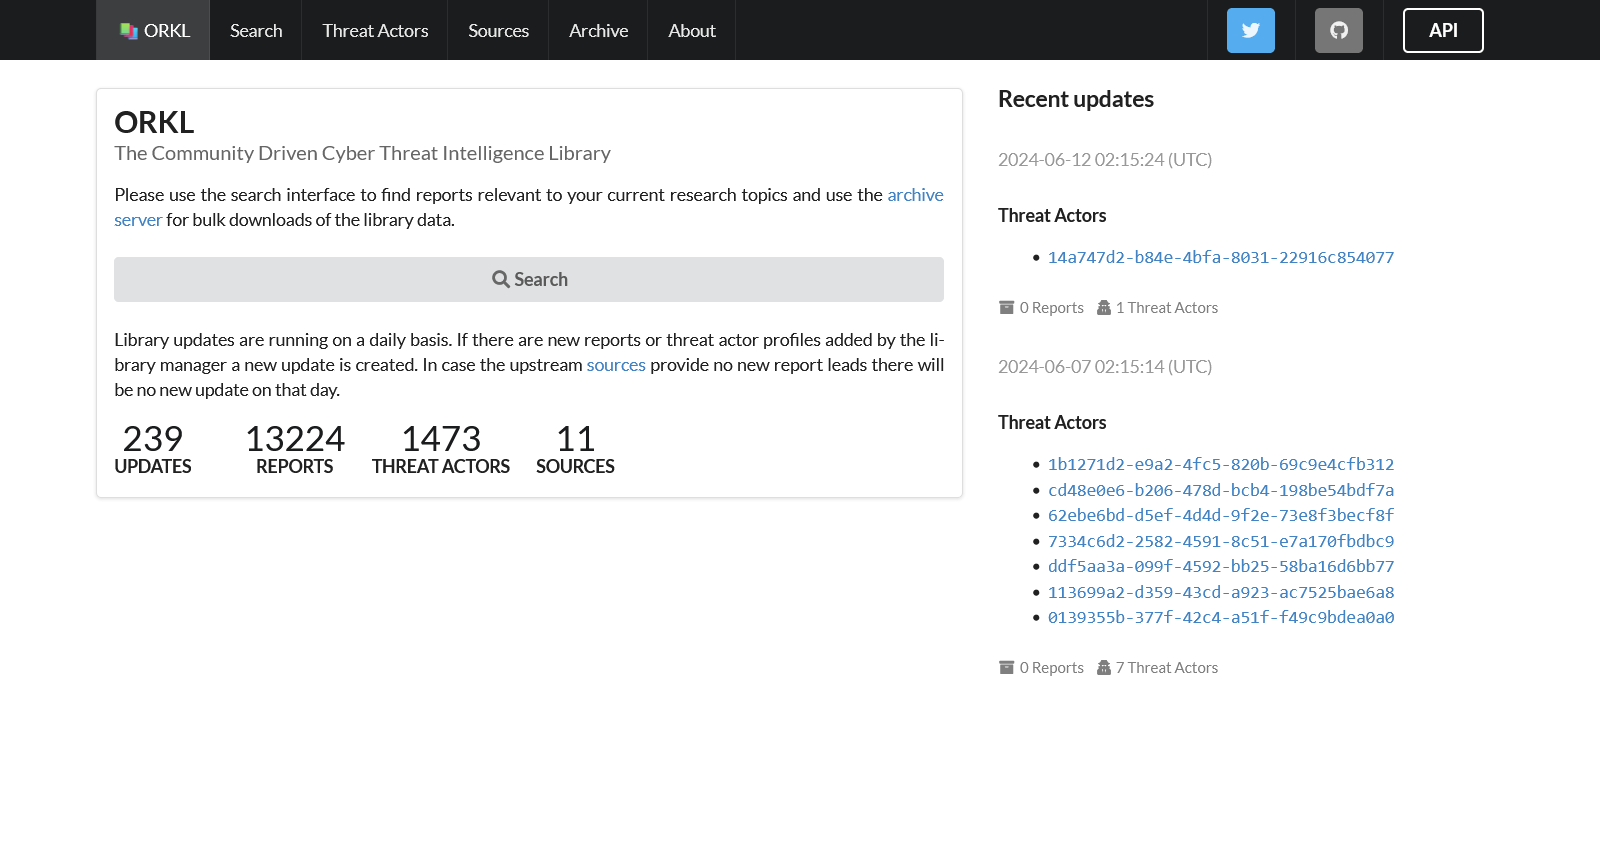 ORKL Search Threat Actors Sources Archive About API
ORKL
The Community Driven Cyber Threat Intelligence Library
Please use the search interface to find reports relevant to your current research topics and use the archive
server for bulk downloads of the library data.
Search
Library updates are running on a daily basis. If there are new reports or threat actor profiles added by the li-
brary manager a new update is created. In case the upstream sources provide no new report leads there will
be no new update on that day.
239 13224 1473 11
UPDATES REPORTS THREAT ACTORS SOURCES
Recent updates
2024-06-12 02:15:24 (UTC)
Threat Actors
• 14a747d2-b84e-4bfa-8031-22916c854077
0 Reports 1 Threat Actors
2024-06-07 02:15:14 (UTC)
Threat Actors
• 1b1271d2-e9a2-4fc5-820b-69c9e4cfb312
• cd48e0e6-b206-478d-bcb4-198be54bdf7a
• 62ebe6bd-d5ef-4d4d-9f2e-73e8f3becf8f
• 7334c6d2-2582-4591-8c51-e7a170fbdbc9
• ddf5aa3a-099f-4592-bb25-58ba16d6bb77
• 113699a2-d359-43cd-a923-ac7525bae6a8
• 0139355b-377f-42c4-a51f-f49c9bdea0a0
0 Reports 7 Threat Actors